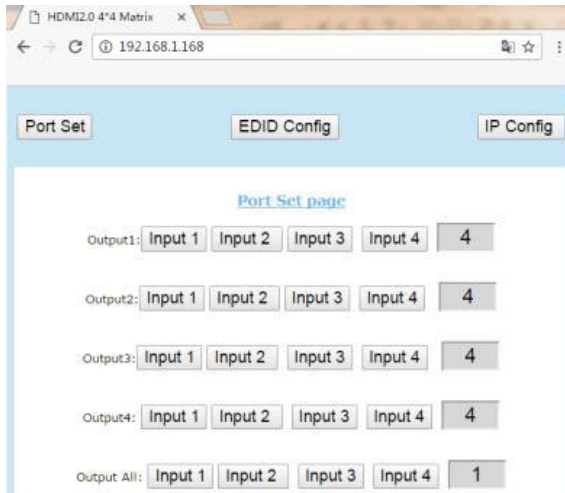 HDMI2.0 4*4 Matrix
192.168.1.168
Port Set EDID Config IP Config
Port Set page
Output1: Input 1 Input 2 Input 3 Input 4 4
Output2: Input 1 Input 2 Input 3 Input 4 4
Output3: Input 1 Input 2 Input 3 Input 4 4
Output4: Input 1 Input 2 Input 3 Input 4 4
Output All: Input 1 Input 2 Input 3 Input 4 1